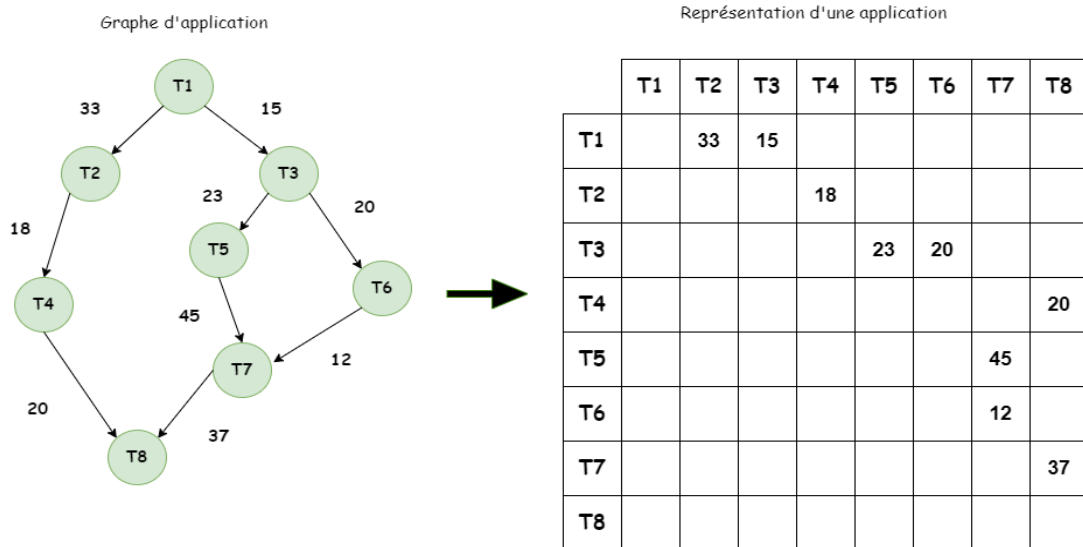 Graphe d'application
T1
33
15
T2
T3
23
20
18
T5
T6
T4
45
12
T7
20
37
T8
Représentation d'une application
T1 T2 T3 T4 T5 T6 T7 T8
T1 33 15
T2 18
T3 23 20
T4 20
T5 45
T6 12
T7 37
T8